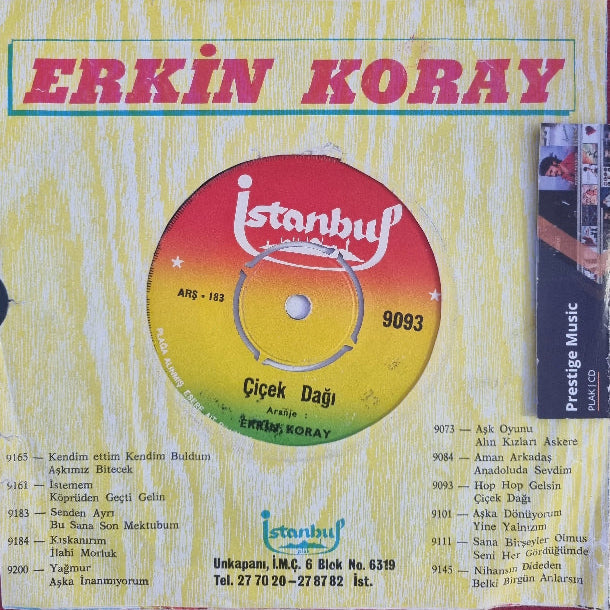 ERKİN KORAY
istanbul
ARŞ - 183
9093
PLAĞA ALINMIŞ
Çiçek Dağı
Aranje :
ERKİN KORAY
Prestige Music
PLAK | CD
9165 — Kendim ettim Kendim Buldum
Aşkımız Bitecek
9161 — İstemem
Köprüden Geçti Gelin
9183 — Senden Ayrı
Bu Sana Son Mektubum
9184 — Kıskanırım
İlahi Morluk
9200 — Yağmur
Aşka İnanmıyorum
9073 — Aşk Oyunu
Alın Kızları Askere
9084 — Aman Arkadaş
Anadoluda Sevdim
9093 — Hop Hop Gelsin
Çiçek Dağı
9101 — Aşka Dönüyorum
Yine Yalnızım
9111 — Sana Birşeyler Olmuş
Seni Her Gördüğümde
9145 — Nihansın Dideden
Belki Birgün Anlarsın
istanbul
Unkapanı, İ.M.Ç. 6 Blok No. 6319
Tel. 27 70 20 — 27 87 82 İst.